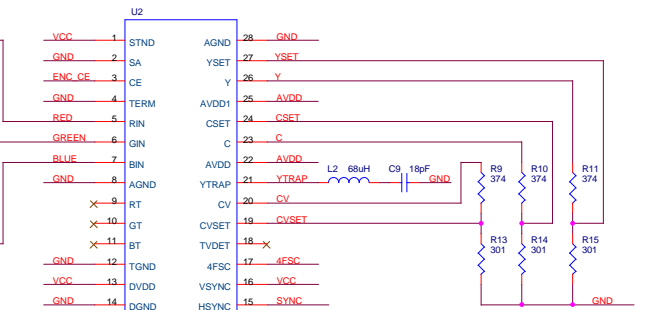 U2
VCC 1 STND AGND 28 GND
GND 2 SA YSET 27 YSET
ENC_CE 3 CE Y 26 Y
GND 4 TERM AVDD1 25 AVDD
RED 5 RIN CSET 24 CSET
GREEN 6 GIN C 23 C
BLUE 7 BIN AVDD 22 AVDD
L2 68uH C9 18pF
R9 374 R10 374 R11 374
GND 8 AGND YTRAP 21 YTRAP GND
9 RT CV 20 CV
10 GT CVSET 19 CVSET
11 BT TVDET 18
R13 301 R14 301 R15 301
GND 12 TGND 4FSC 17 4FSC
VCC 13 DVDD VSYNC 16 VCC
GND 14 DGND HSYNC 15 SYNC GND